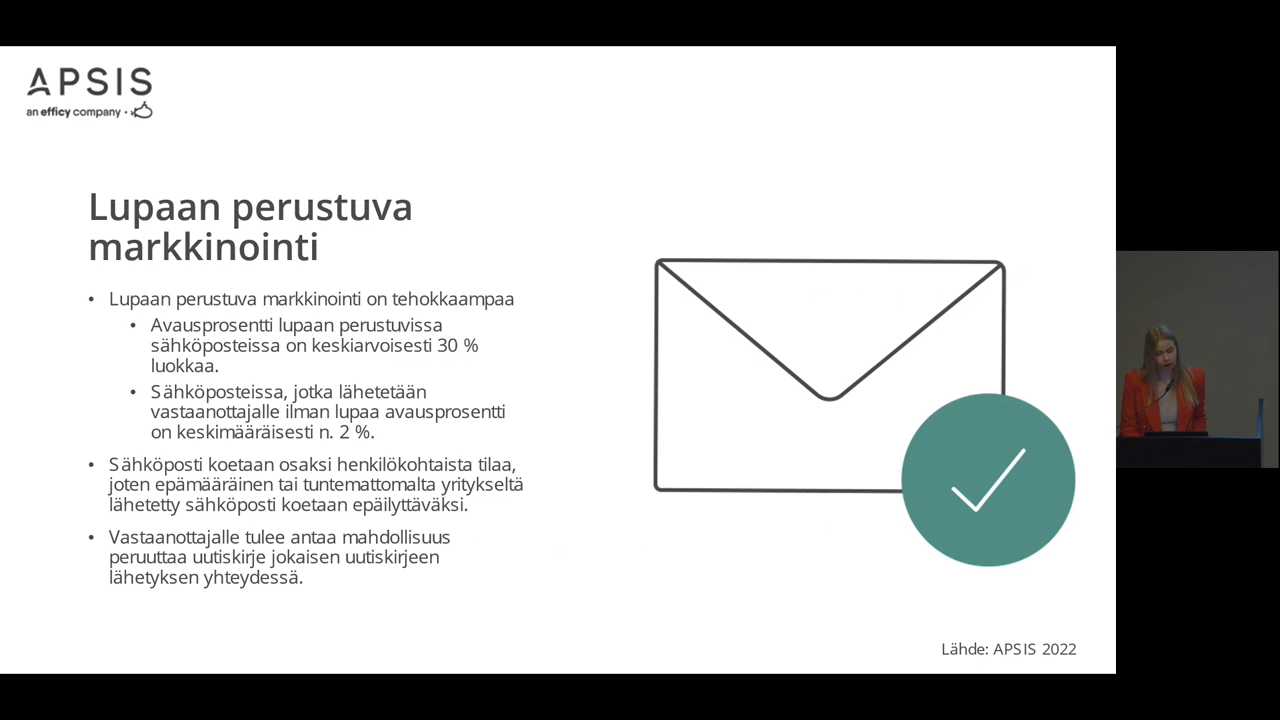 APSIS
an efficy company
Lupaan perustuva
markkinointi
• Lupaan perustuva markkinointi on tehokkaampaa
• Avausprosentti lupaan perustuvissa
sähköposteissa on keskiarvoisesti 30 %
luokkaa.
• Sähköposteissa, jotka lähetetään
vastaanottajalle ilman lupaa avausprosentti
on keskimääräisesti n. 2 %.
• Sähköposti koetaan osaksi henkilökohtaista tilaa,
joten epämääräinen tai tuntemattomalta yritykseltä
lähetetty sähköposti koetaan epäilyttäväksi.
• Vastaanottajalle tulee antaa mahdollisuus
peruuttaa uutiskirje jokaisen uutiskirjeen
lähetyksen yhteydessä.
Lähde: APSIS 2022